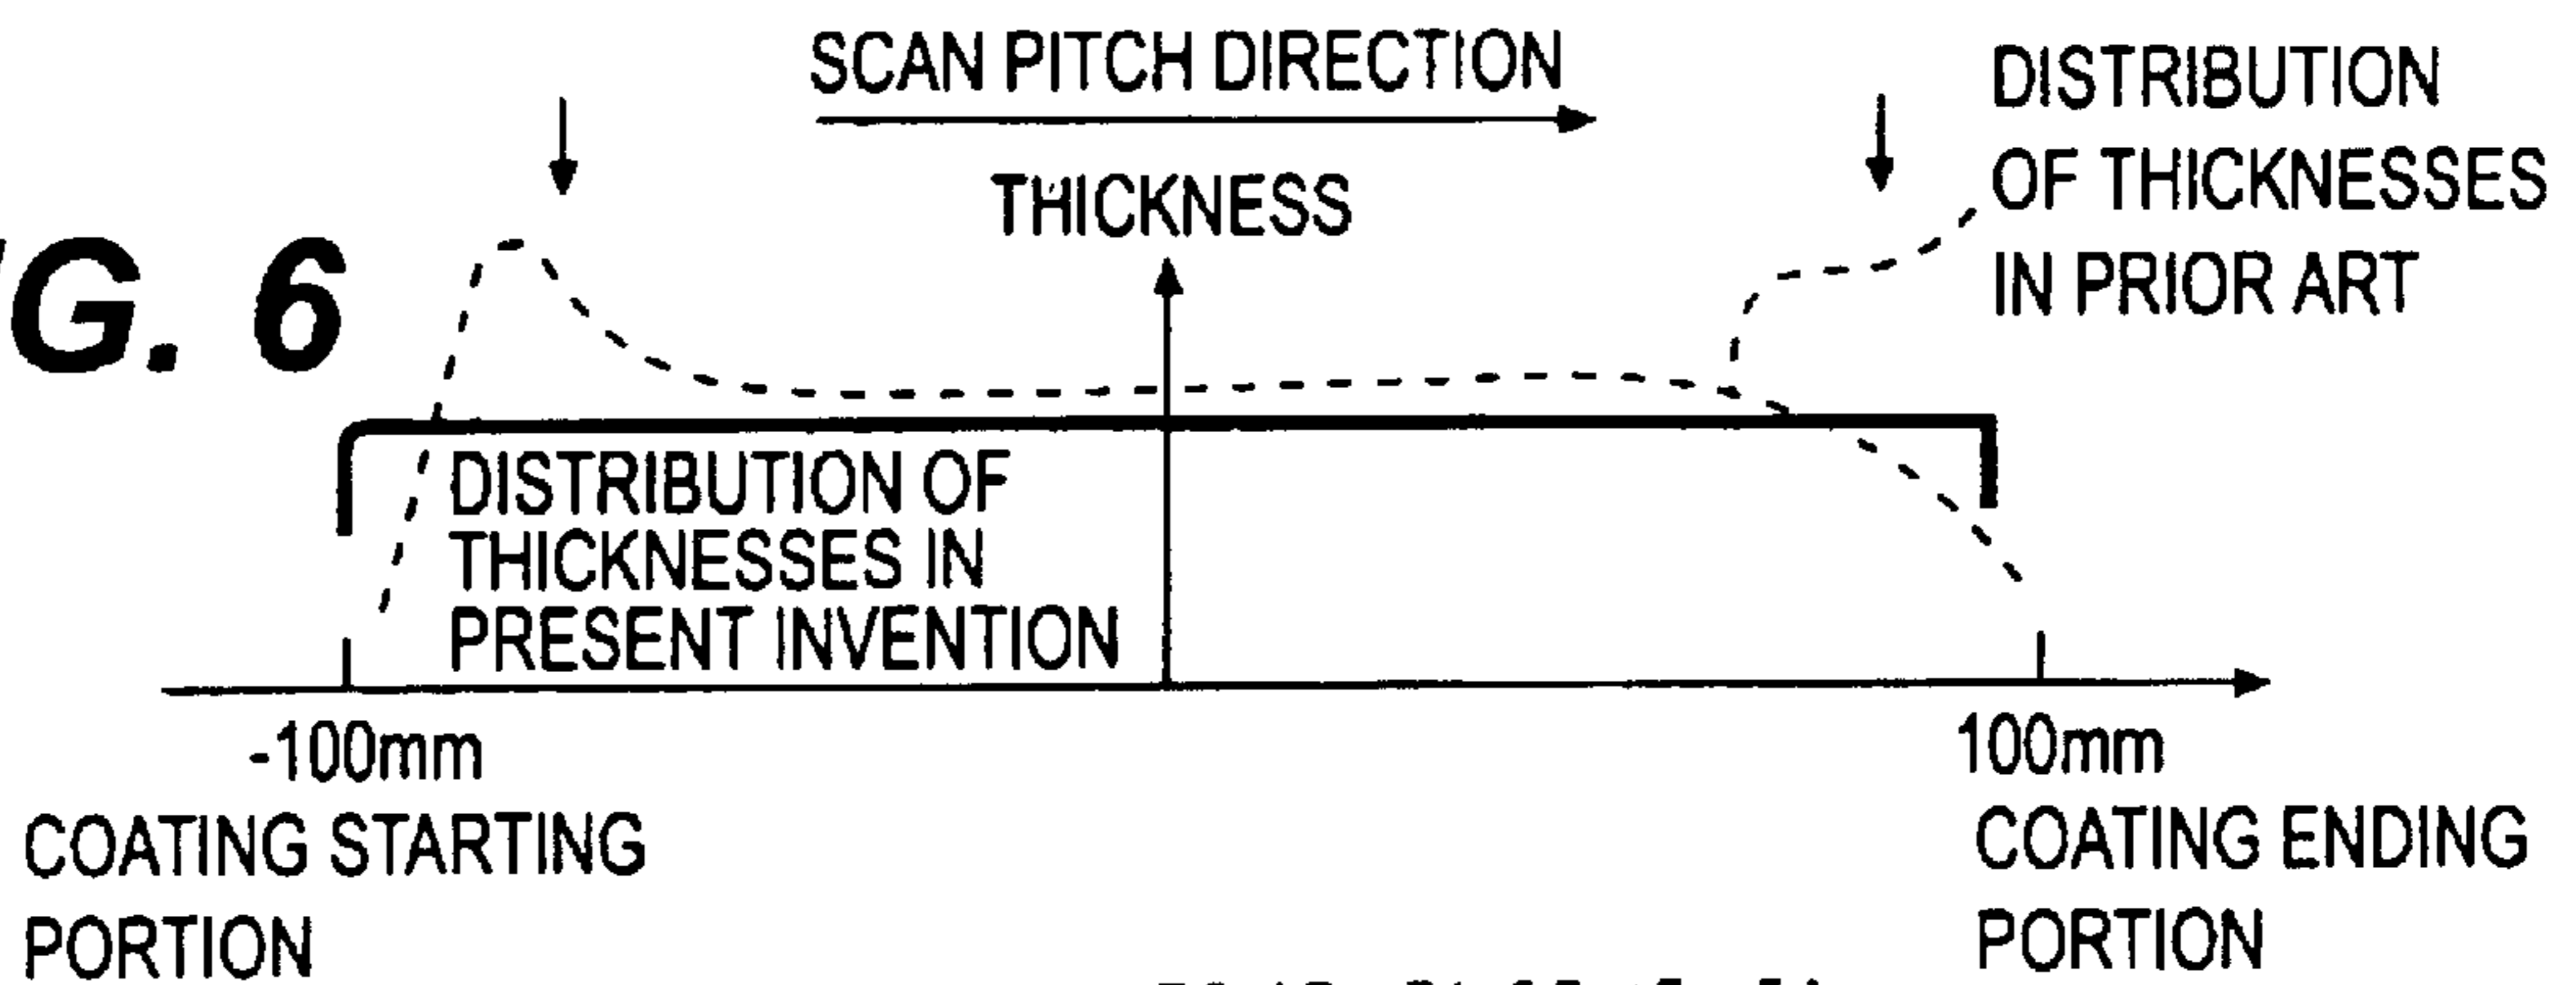 SCAN PITCH DIRECTION
DISTRIBUTION
OF THICKNESSES
IN PRIOR ART
THICKNESS
G. 6
DISTRIBUTION OF
THICKNESSES IN
PRESENT INVENTION
-100mm
100mm
COATING STARTING
PORTION
COATING ENDING
PORTION